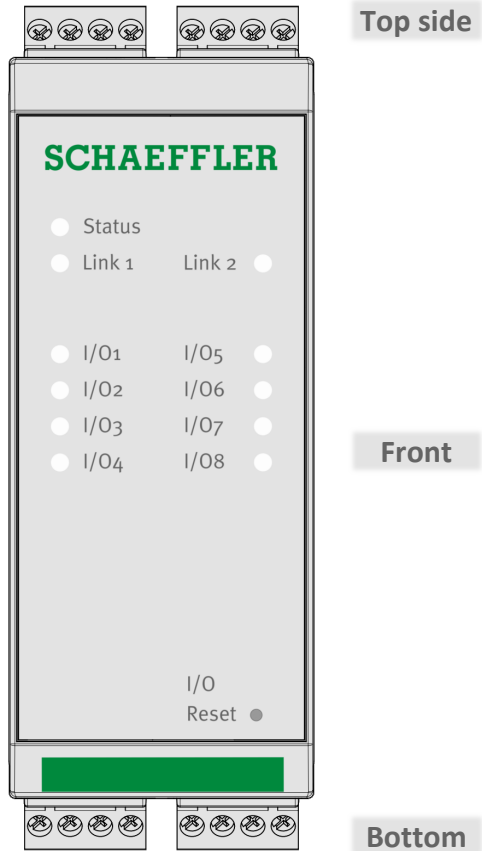 Top side
SCHAEFFLER
Status
Link 1 Link 2
I/O1 I/O5
I/O2 I/O6
I/O3 I/O7
I/O4 I/O8
Front
I/O
Reset
Bottom